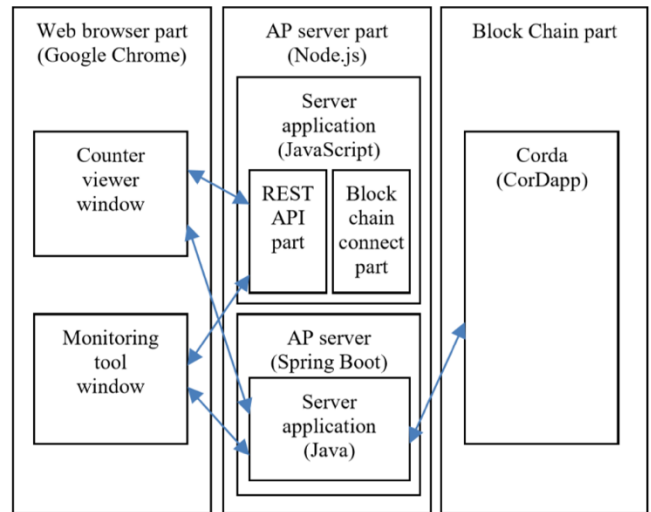 Web browser part
(Google Chrome)
Counter
viewer
window
Monitoring
tool
window
AP server part
(Node.js)
Server
application
(JavaScript)
REST
API
part
Block
chain
connect
part
AP server
(Spring Boot)
Server
application
(Java)
Block Chain part
Corda
(CorDapp)